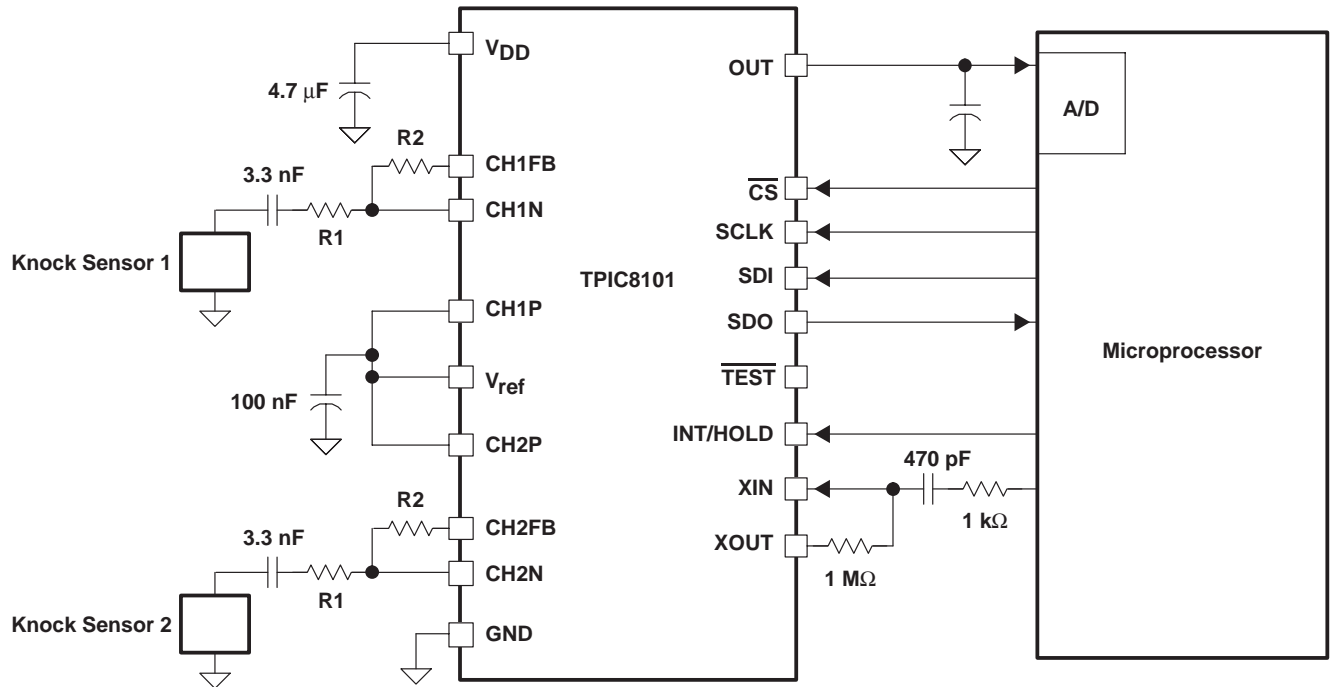 VDD
4.7 μF
R2
CH1FB
3.3 nF
CH1N
R1
Knock Sensor 1
CH1P
Vref
100 nF
CH2P
R2
CH2FB
3.3 nF
CH2N
R1
Knock Sensor 2
GND
TPIC8101
OUT
CS
SCLK
SDI
SDO
TEST
INT/HOLD
XIN
XOUT
470 pF
1 kΩ
1 MΩ
A/D
Microprocessor